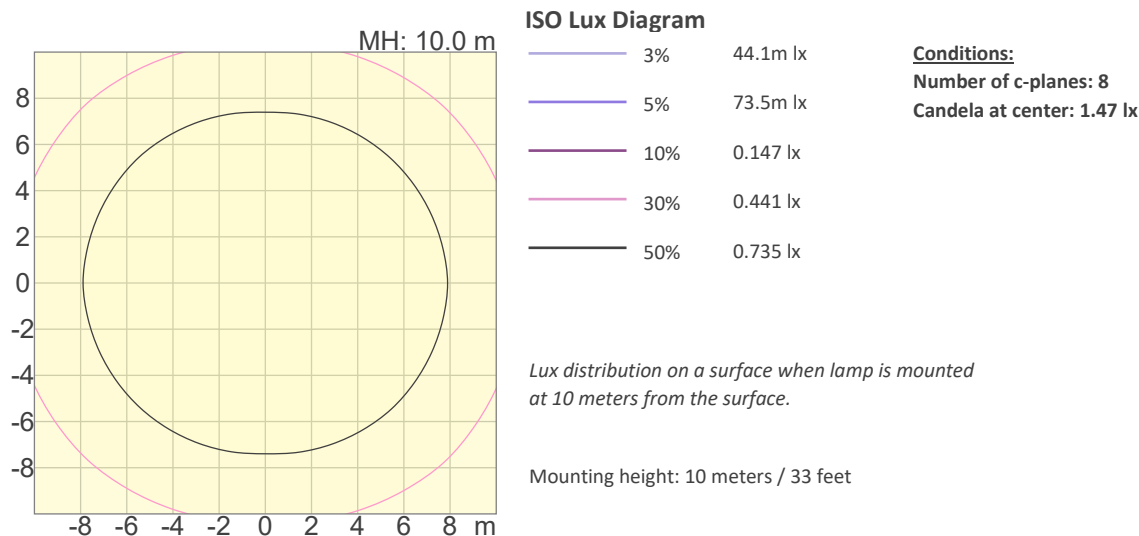 ISO Lux Diagram
MH: 10.0 m
8
6
4
2
0
-2
-4
-6
-8
-8 -6 -4 -2 0 2 4 6 8 m
3% 44.1m lx
5% 73.5m lx
10% 0.147 lx
30% 0.441 lx
50% 0.735 lx
Conditions:
Number of c-planes: 8
Candela at center: 1.47 lx
Lux distribution on a surface when lamp is mounted
at 10 meters from the surface.
Mounting height: 10 meters / 33 feet